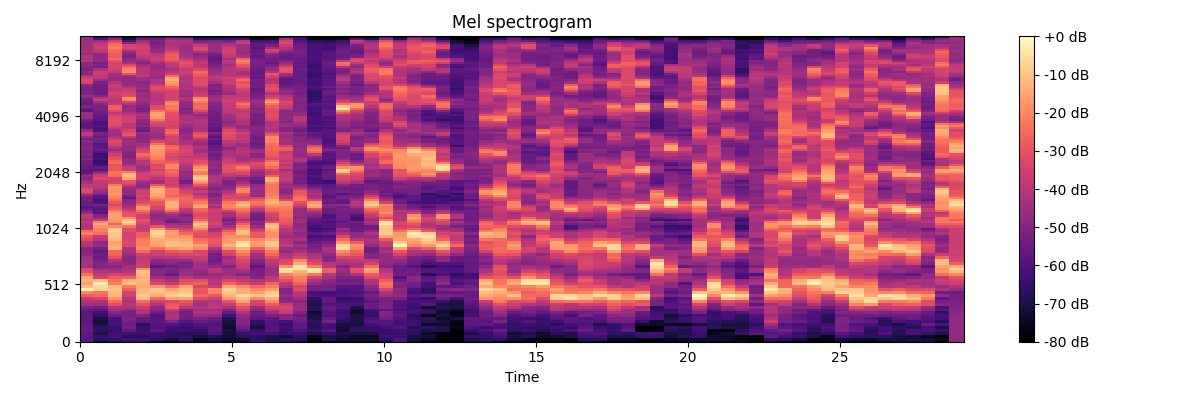 Mel spectrogram
+0 dB
8192
-10 dB
4096
-20 dB
-30 dB
2048
Hz
-40 dB
1024
-50 dB
512
-60 dB
-70 dB
0
-80 dB
0 5 10 15 20 25
Time